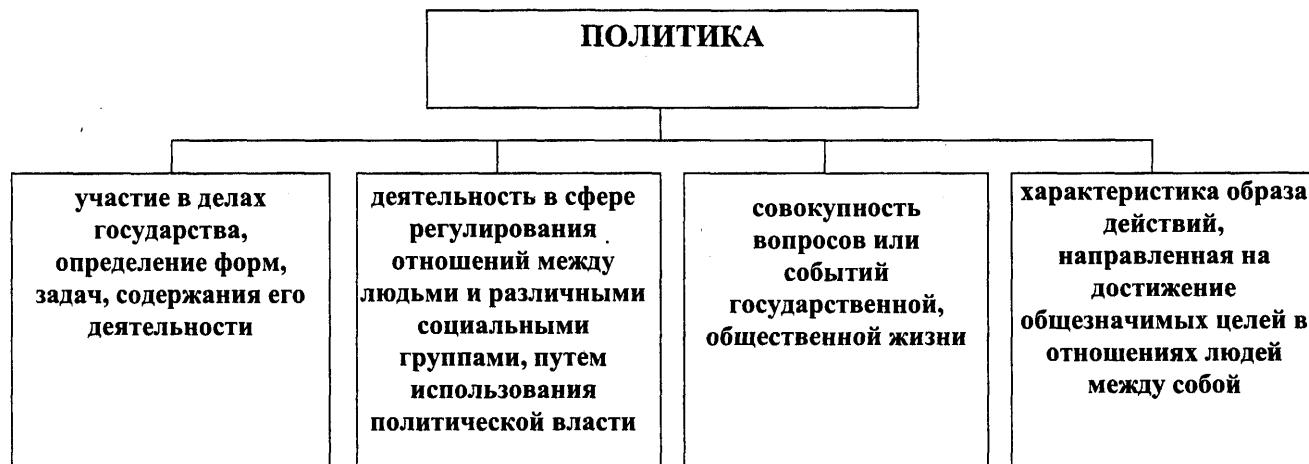 ПОЛИТИКА
участие в делах
государства,
определение форм,
задач, содержания его
деятельности
деятельность в сфере
регулирования
отношений между
людьми и различными
социальными
группами, путем
использования
политической власти
совокупность
вопросов или
событий
государственной,
общественной жизни
характеристика образа
действий,
направленная на
достижение
общезначимых целей в
отношениях людей
между собой